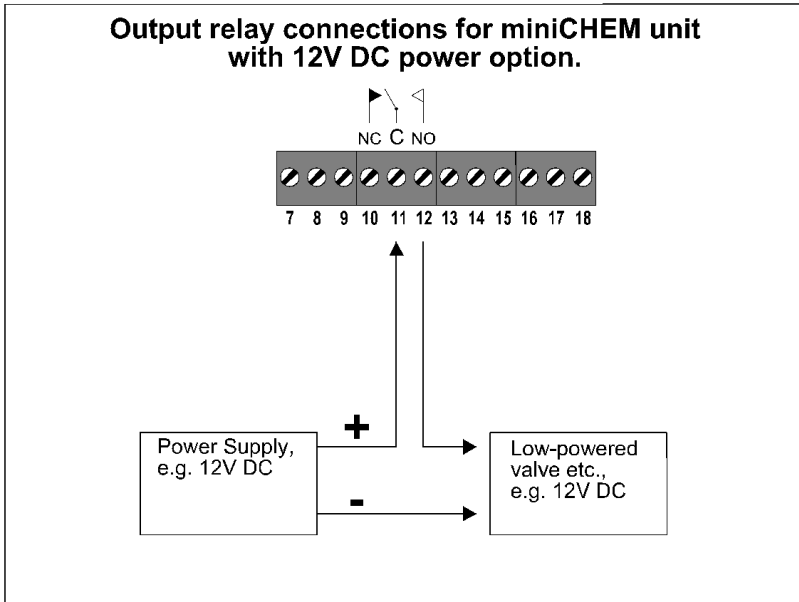 Output relay connections for miniCHEM unit
with 12V DC power option.
NC C NO
7 8 9 10 11 12 13 14 15 16 17 18
+
Power Supply,
e.g. 12V DC
-
Low-powered
valve etc.,
e.g. 12V DC